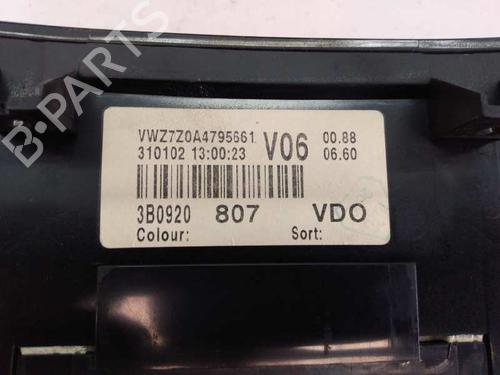 VWZ7Z0A4795661 V06 00.88
310102 13:00:23 06.60
3B0920 807 VDO
Colour: Sort:
B-PARTS